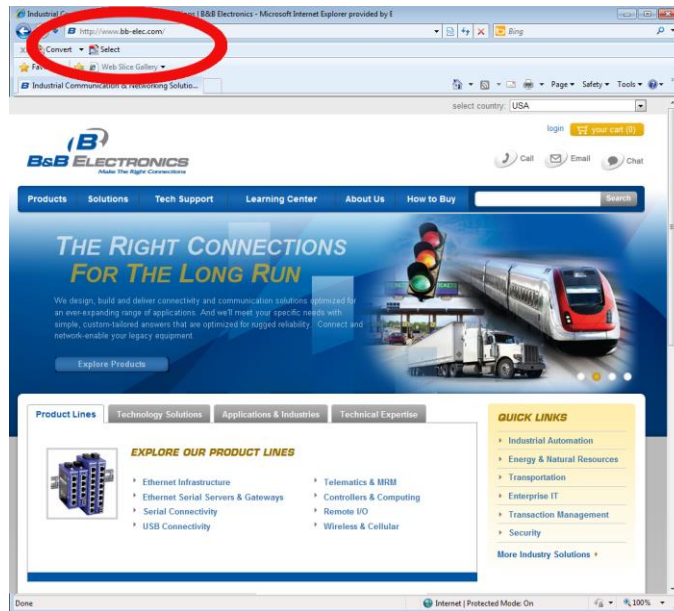 Industrial Com
ions | B&B Electronics - Microsoft Internet Explorer provided by E
http://www.bb-elec.com/
Bing
Convert Select
Web Slice Gallery
Industrial Communication & Networking Solutio...
Page Safety Tools
select country: USA
login your cart (0)
B&B ELECTRONICS
Make The Right Connections
Call Email Chat
Products Solutions Tech Support Learning Center About Us How to Buy Search
THE RIGHT CONNECTIONS
FOR THE LONG RUN
We design, build and deliver connectivity and communication solutions optimized for
an ever-expanding range of applications. And we'll meet your specific needs with
simple, custom-tailored answers that are optimized for rugged reliability. Connect and
network-enable your legacy equipment.
Explore Products
Product Lines Technology Solutions Applications & Industries Technical Expertise
EXPLORE OUR PRODUCT LINES
Ethernet Infrastructure
Ethernet Serial Servers & Gateways
Serial Connectivity
USB Connectivity
Telematics & MRM
Controllers & Computing
Remote I/O
Wireless & Cellular
QUICK LINKS
Industrial Automation
Energy & Natural Resources
Transportation
Enterprise IT
Transaction Management
Security
More Industry Solutions
Done
Internet | Protected Mode: On
100%